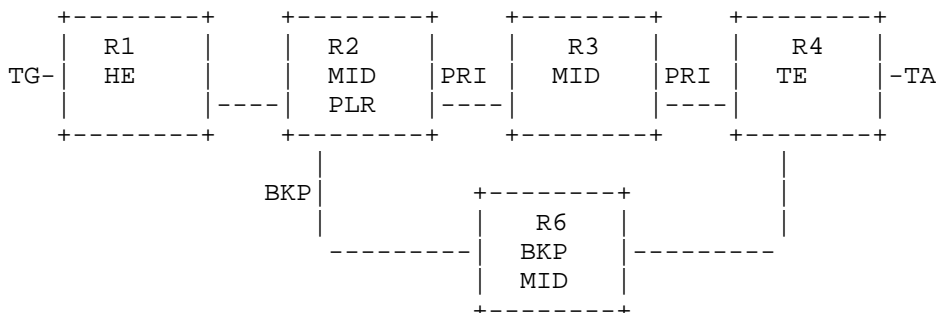 R1 R2 R3 R4
TG- HE MID PRI MID PRI TE -TA
PLR
BKP
R6
BKP
MID